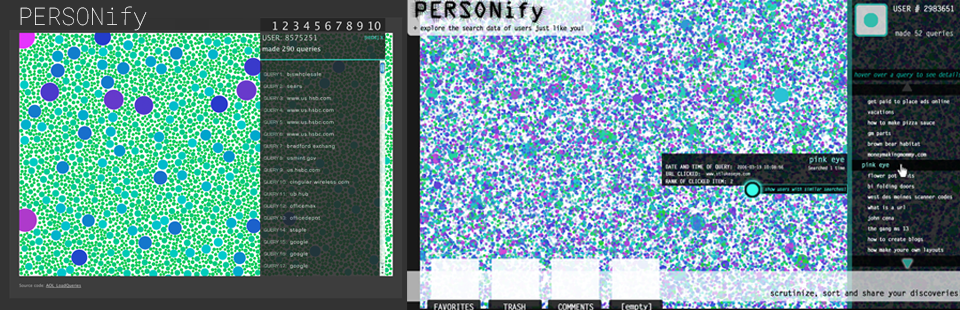 PERSONify
1 2 3 4 5 6 7 8 9 10
USER: 8575251
made 290 queries
QUERY 1: bjswholesale
QUERY 2: sears
QUERY 3: www.us.hsb.com
QUERY 4: www.us.hsbc.com
QUERY 5: www.us.hsbc.com
QUERY 6: www.us.hsbc.com
QUERY 7: bradford exchang
QUERY 8: usmint.gov
QUERY 9: us.hsbc.com
QUERY 10: cingular wireless.com
QUERY 11: ub hub
QUERY 12: officemax
QUERY 13: officedepot
QUERY 14: staple
QUERY 15: google
QUERY 16: google
QUERY 17: google
Source code: AOL_LoadQueries
PERSONify
+ explore the search data of users just like you!
USER # 2983651
made 52 queries
hover over a query to see details
get paid to place ads online
vacations
how to make pizza sauce
gm parts
brown bear habitat
moneymakingmommy.com
pink eye
flower pot
bi folding doors
west des moines scanner codes
what is a url
john cena
the gang ms 13
how to create blogs
how make youre own layouts
pink eye
Searched 1 time
DATE AND TIME OF QUERY:
URL CLICKED:
RANK OF CLICKED ITEM: 2
show users with similar searches!
FAVORITES
TRASH
COMMENTS
[empty]
scrutinize, sort and share your discoveries